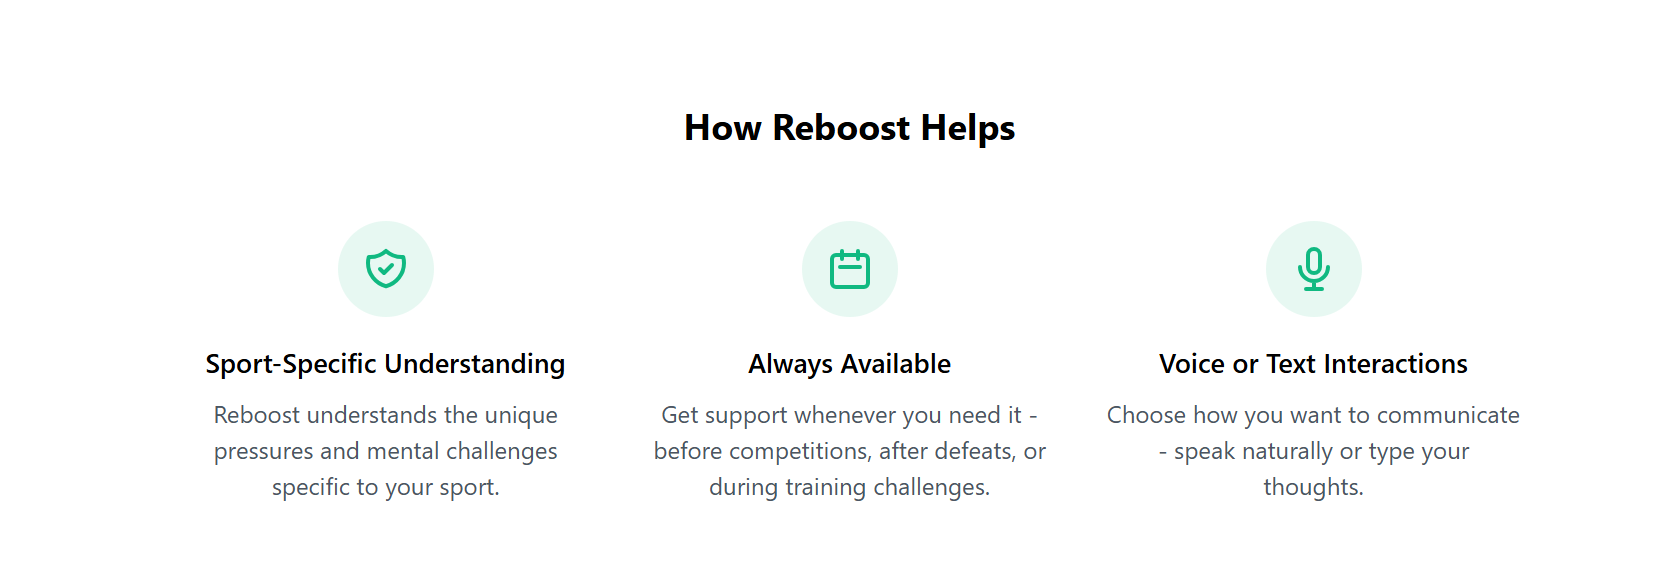 How Reboost Helps
Sport-Specific Understanding
Reboost understands the unique
pressures and mental challenges
specific to your sport.
Always Available
Get support whenever you need it -
before competitions, after defeats, or
during training challenges.
Voice or Text Interactions
Choose how you want to communicate
- speak naturally or type your
thoughts.